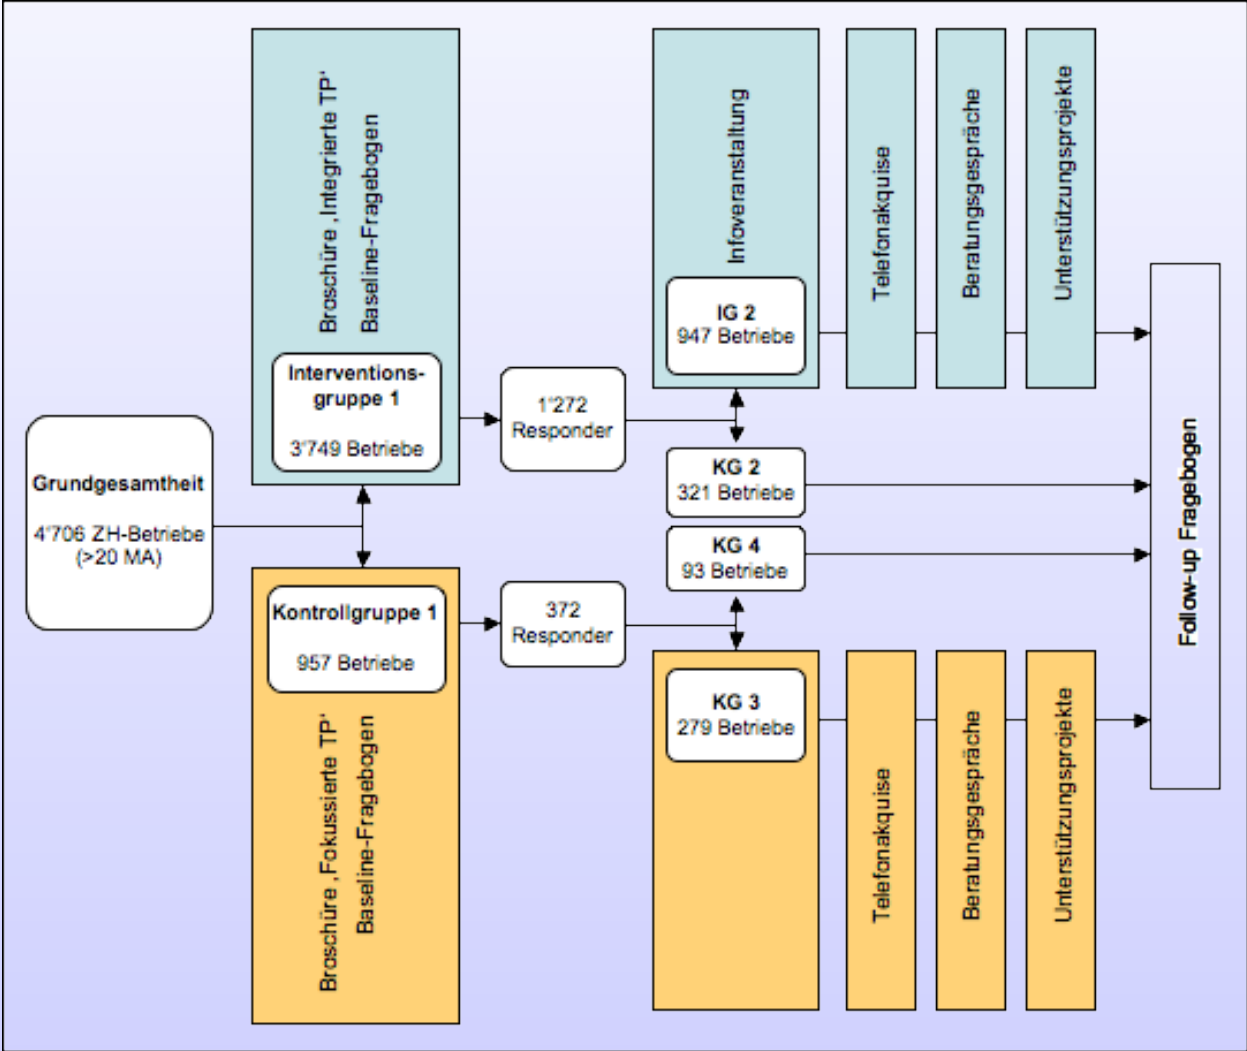 Grundgesamtheit
4'706 ZH-Betriebe
(>20 MA)
Broschüre ‚Integrierte TP'
Baseline-Fragebogen
Interventions-
gruppe 1
3'749 Betriebe
Kontrollgruppe 1
957 Betriebe
Broschüre ‚Fokussierte TP'
Baseline-Fragebogen
1'272
Responder
372
Responder
Infoveranstaltung
IG 2
947 Betriebe
KG 2
321 Betriebe
KG 4
93 Betriebe
KG 3
279 Betriebe
Telefonakquise
Beratungsgespräche
Unterstützungsprojekte
Telefonakquise
Beratungsgespräche
Unterstützungsprojekte
Follow-up Fragebogen